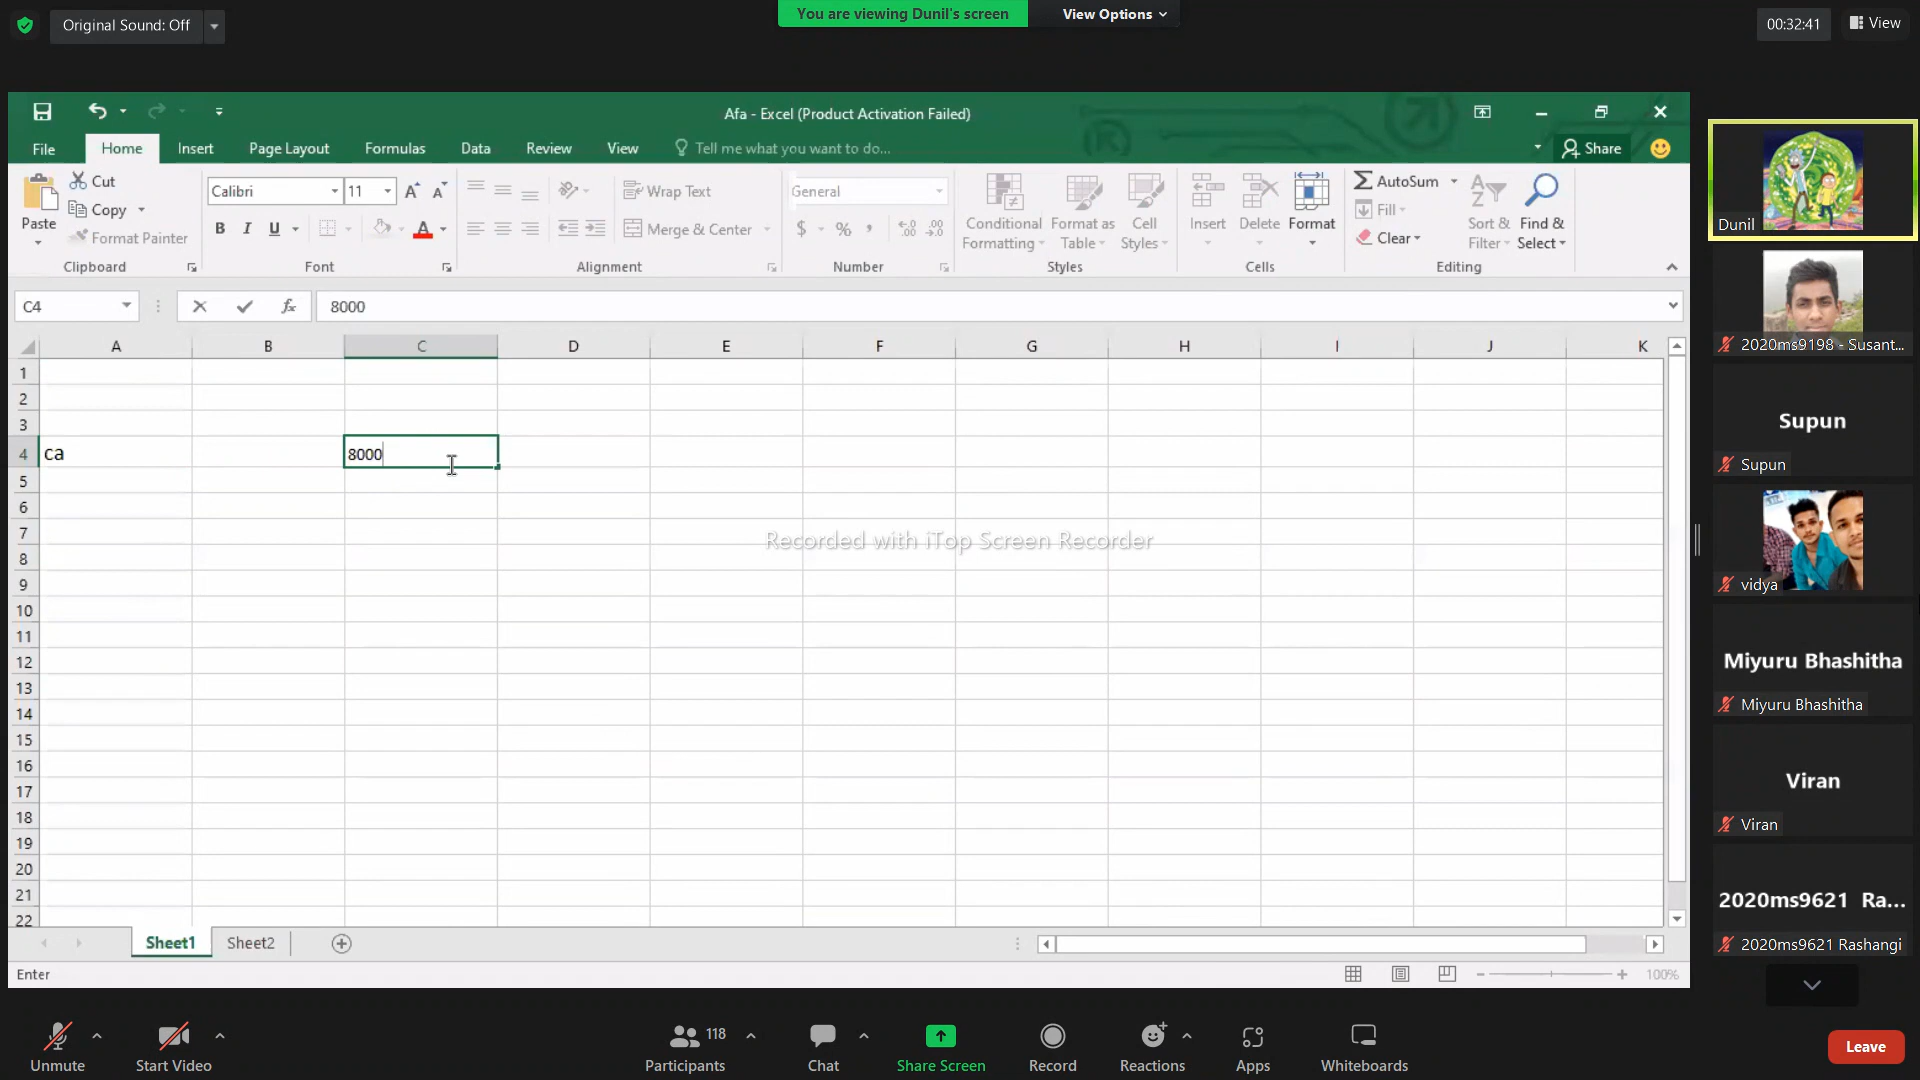 Original Sound: Off
You are viewing Dunil's screen
View Options
00:32:41
View
Afa - Excel (Product Activation Failed)
File
Home
Insert
Page Layout
Formulas
Data
Review
View
Tell me what you want to do...
Share
Paste
Cut
Copy
Format Painter
Clipboard
Calibri
11
B
I
U
Font
Wrap Text
Merge & Center
Alignment
General
$
%
Number
Conditional Formatting
Format as Table
Cell Styles
Styles
Insert
Delete
Format
Cells
AutoSum
Fill
Clear
Sort & Filter
Find & Select
Editing
C4
fx
8000
A
B
C
D
E
F
G
H
I
J
K
1
2
3
4
ca
8000
5
6
7
8
9
10
11
12
13
14
15
16
17
18
19
20
21
22
Recorded with iTop Screen Recorder
Sheet1
Sheet2
Enter
100%
Dunil
2020ms9198 - Susant...
Supun
Supun
vidya
Miyuru Bhashitha
Miyuru Bhashitha
Viran
Viran
2020ms9621 Ra...
2020ms9621 Rashangi
Unmute
Start Video
118
Participants
Chat
Share Screen
Record
Reactions
Apps
Whiteboards
Leave